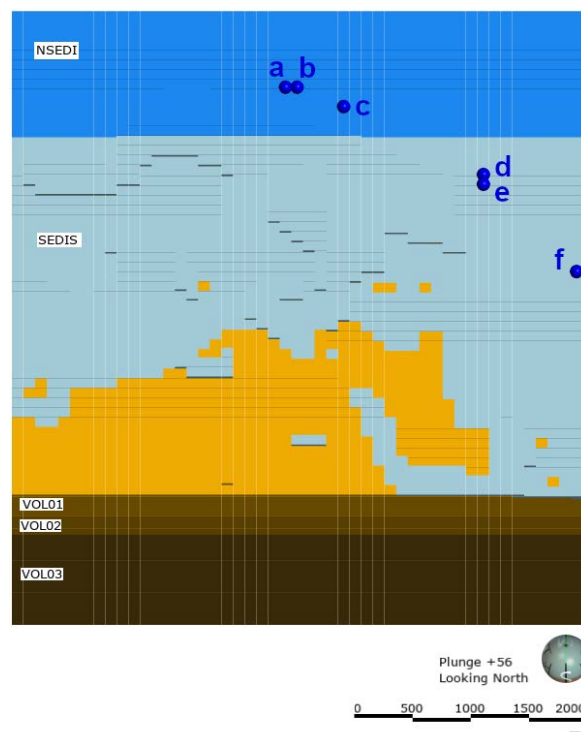 NSEDI
a b
c
d
e
SEDIS
f
VOL01
VOL02
VOL03
Plunge +56
Looking North
0 500 1000 1500 2000